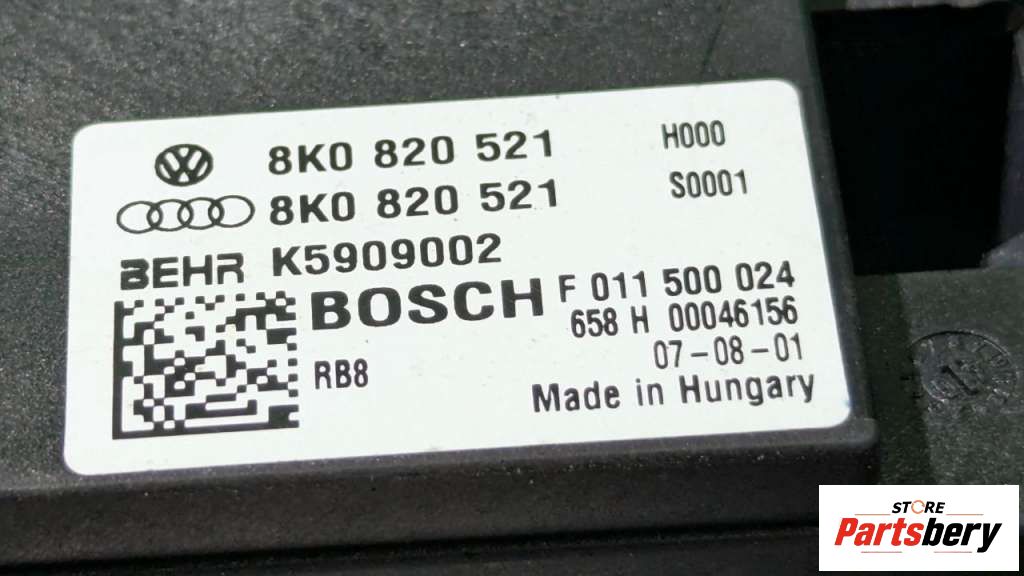 8K0 820 521 H000
8K0 820 521 S0001
BEHR K5909002
BOSCH F 011 500 024
658 H 00046156
07-08-01
RB8
Made in Hungary
STORE
Partsbery